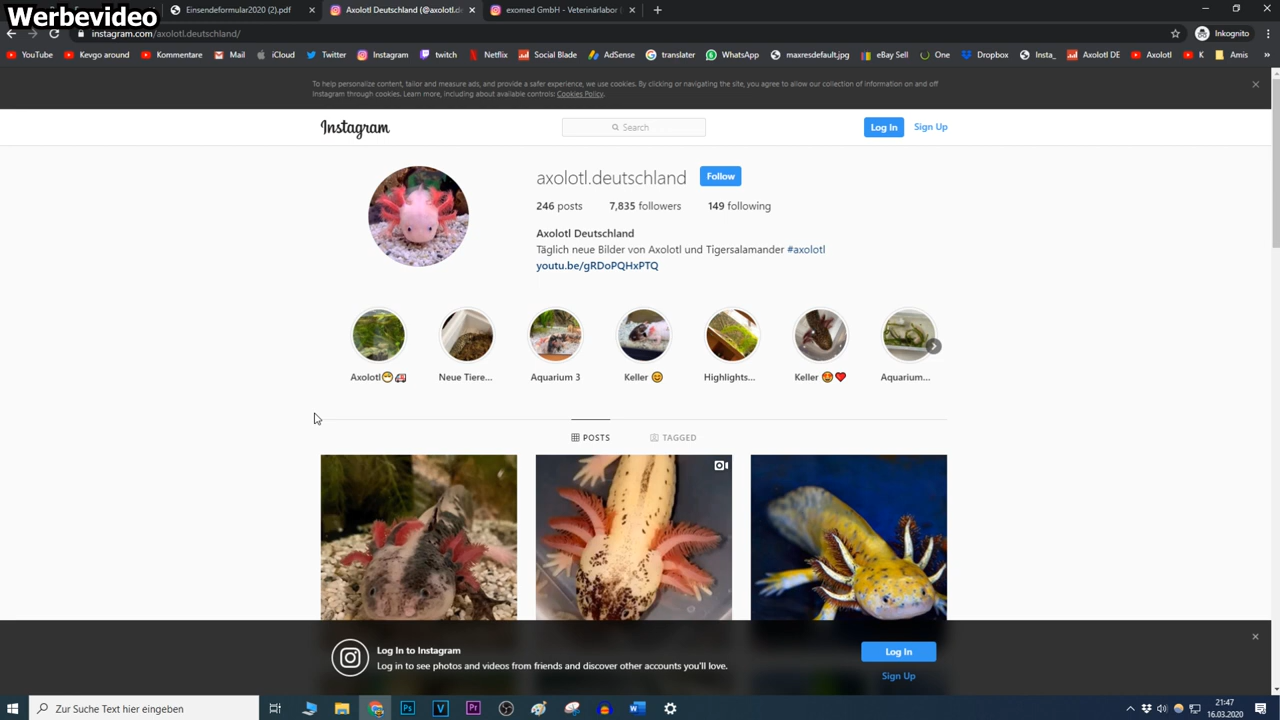 Werbevideo
Einsendeformular2020 (2).pdf
Axolotl Deutschland (@axolotl.de
exomed GmbH - Veterinärlabor
instagram.com/axolotl.deutschland/
Inkognito
YouTube
Kevgo around
Kommentare
Mail
iCloud
Twitter
Instagram
twitch
Netflix
Social Blade
AdSense
translater
WhatsApp
maxresdefault.jpg
eBay Sell
One
Dropbox
Insta_
Axolotl DE
Axolotl
K
Amis
To help personalize content, tailor and measure ads, and provide a safer experience, we use cookies. By clicking or navigating the site, you agree to allow our collection of information on and off
Instagram through cookies. Learn more, including about available controls: Cookies Policy.
Instagram
Search
Log In
Sign Up
axolotl.deutschland
Follow
246 posts
7,835 followers
149 following
Axolotl Deutschland
Täglich neue Bilder von Axolotl und Tigersalamander #axolotl
youtu.be/gRDoPQHxPTQ
Axolotl😁🚑
Neue Tiere...
Aquarium 3
Keller 😊
Highlights...
Keller 😍❤️
Aquarium...
POSTS
TAGGED
Log In to Instagram
Log in to see photos and videos from friends and discover other accounts you'll love.
Log In
Sign Up
Zur Suche Text hier eingeben
21:47
16.03.2020